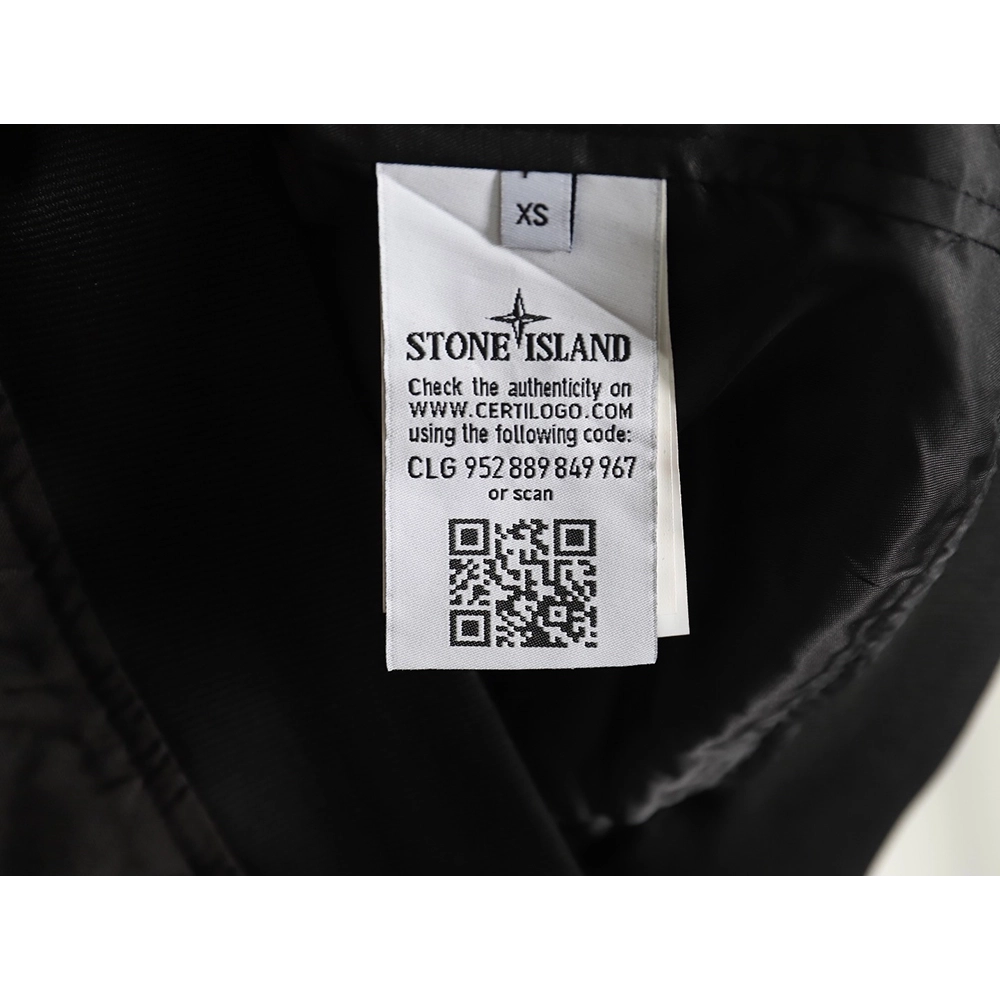 XS
STONE ISLAND
Check the authenticity on
WWW.CERTILOGO.COM
using the following code:
CLG 952 889 849 967
or scan